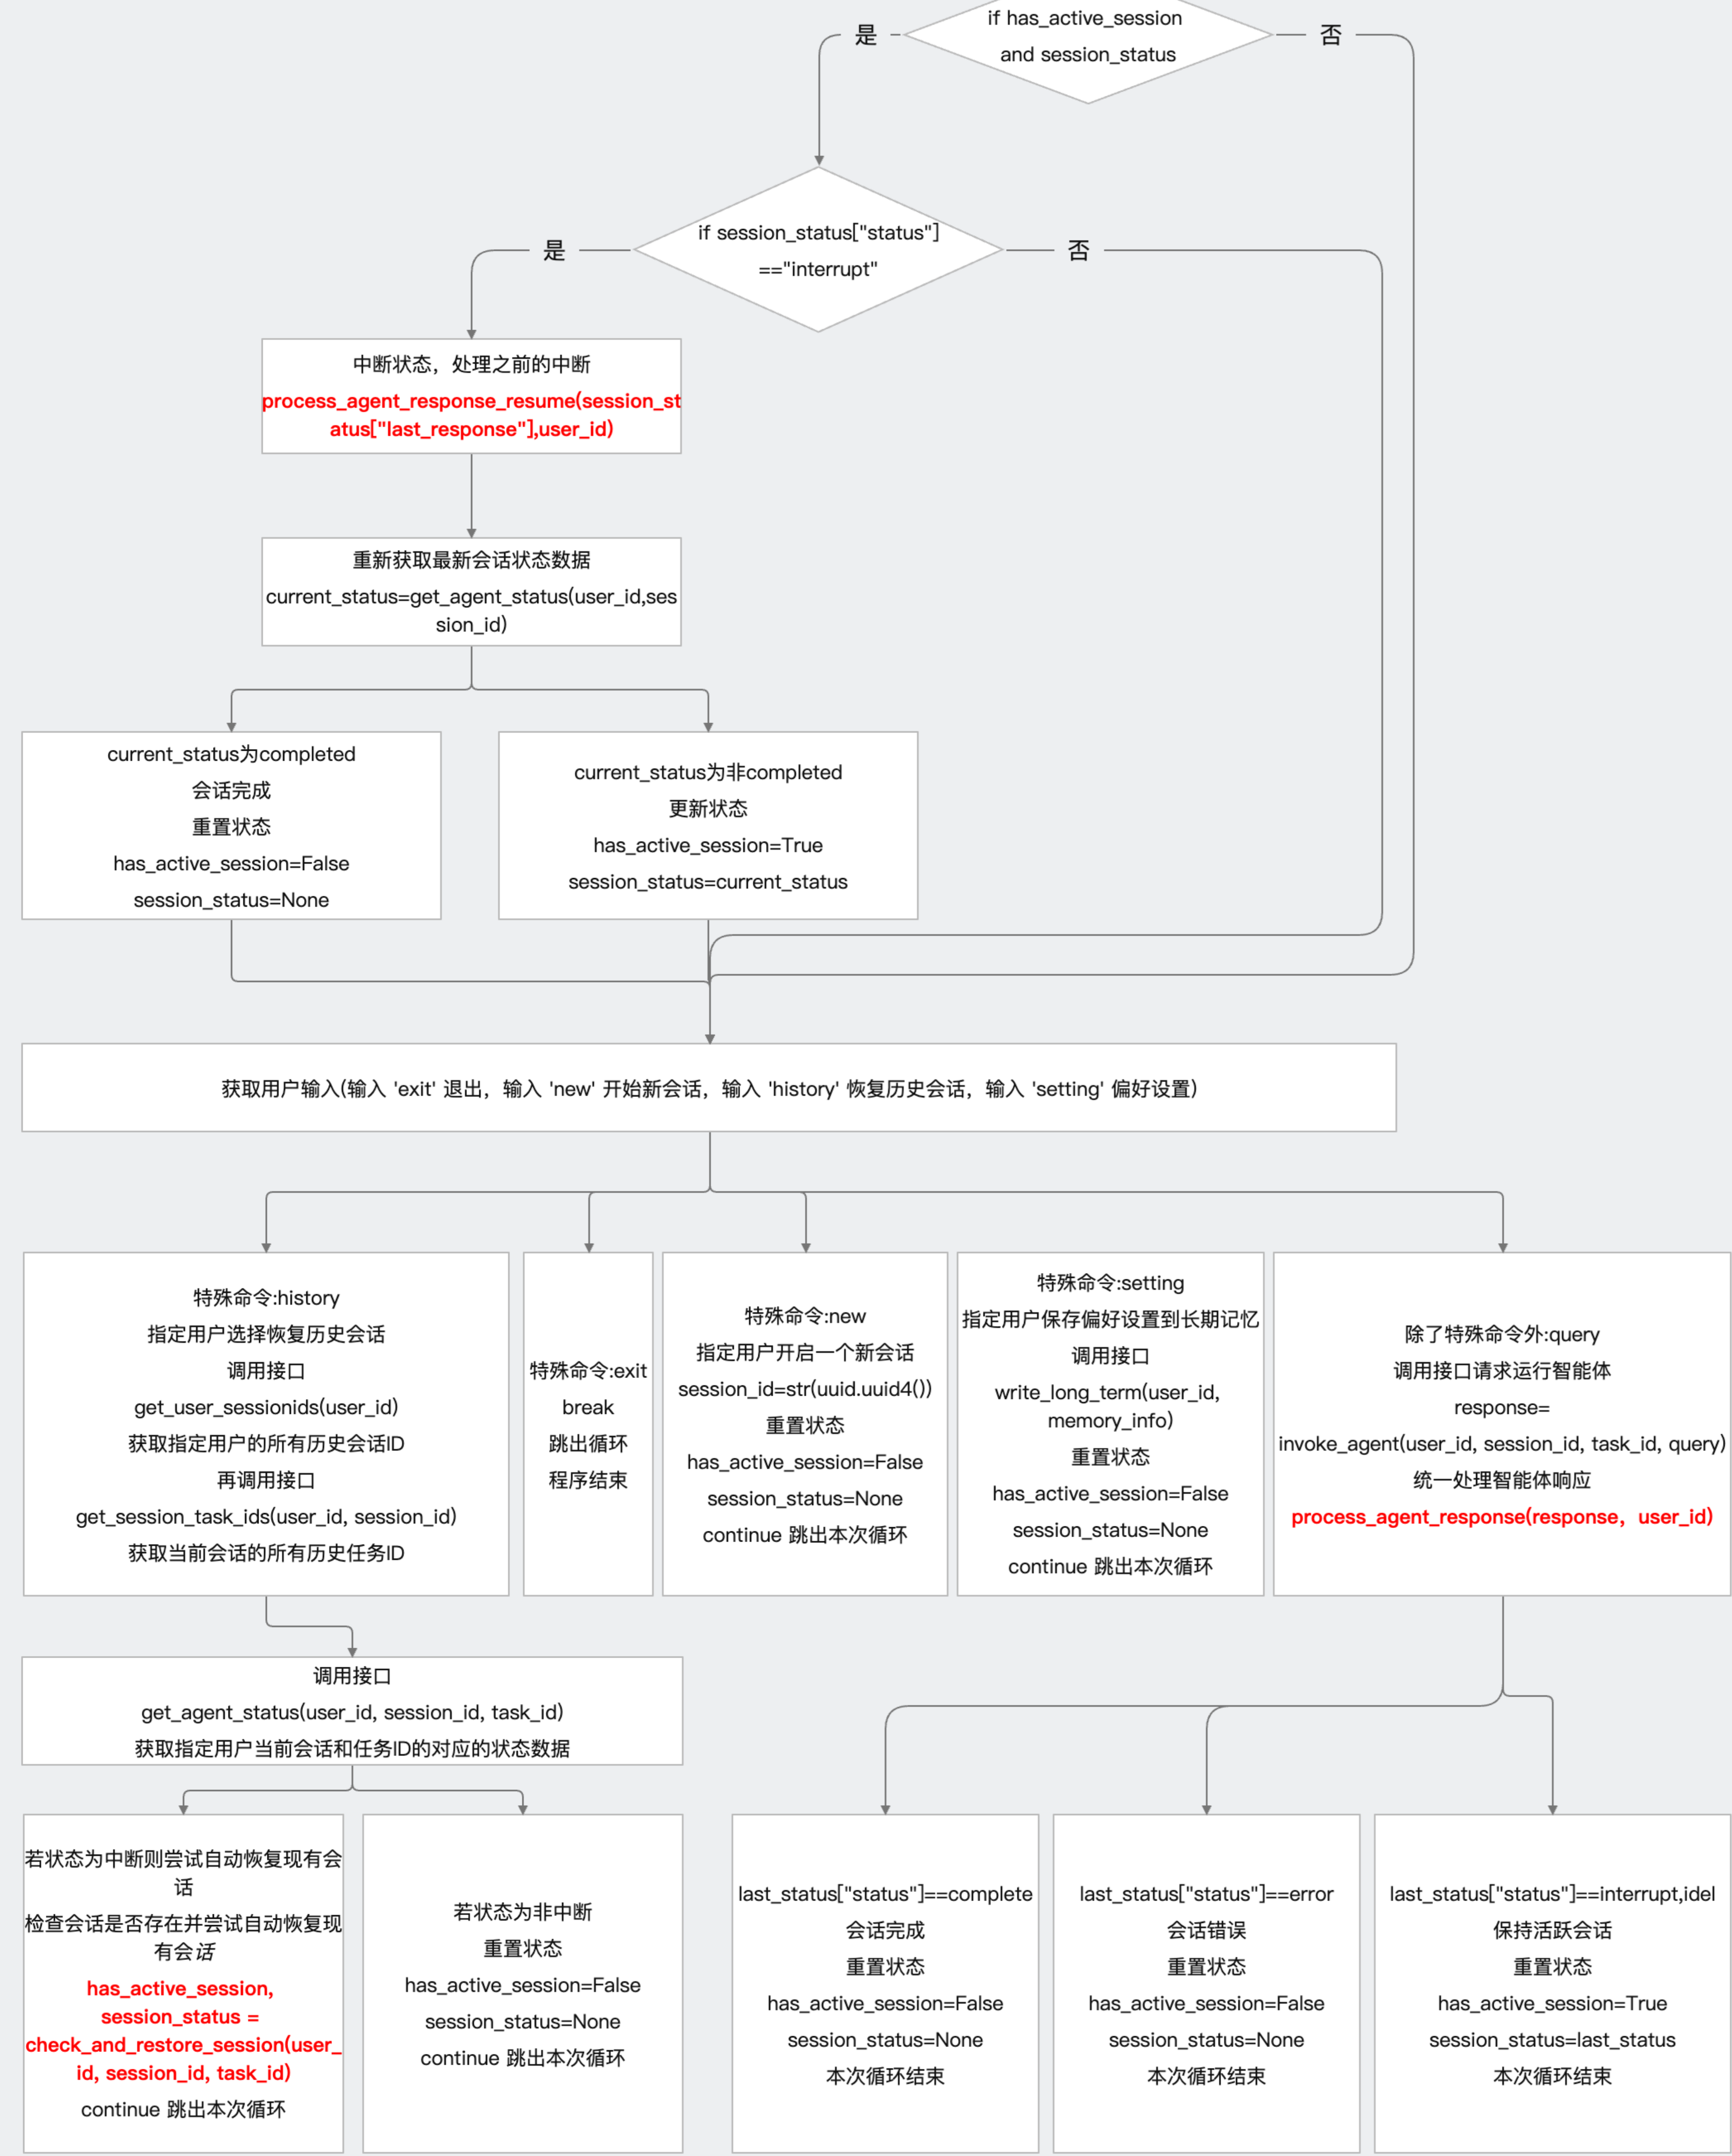 if has_active_session
and session_status
是
否
if session_status["status"]
=="interrupt"
是
否
中断状态，处理之前的中断
process_agent_response_resume(session_st
atus["last_response"],user_id)
重新获取最新会话状态数据
current_status=get_agent_status(user_id,ses
sion_id)
current_status为completed
会话完成
重置状态
has_active_session=False
session_status=None
current_status为非completed
更新状态
has_active_session=True
session_status=current_status
获取用户输入(输入 'exit' 退出，输入 'new' 开始新会话，输入 'history' 恢复历史会话，输入 'setting' 偏好设置)
特殊命令:history
指定用户选择恢复历史会话
调用接口
get_user_sessionids(user_id)
获取指定用户的所有历史会话ID
再调用接口
get_session_task_ids(user_id, session_id)
获取当前会话的所有历史任务ID
特殊命令:exit
break
跳出循环
程序结束
特殊命令:new
指定用户开启一个新会话
session_id=str(uuid.uuid4())
重置状态
has_active_session=False
session_status=None
continue 跳出本次循环
特殊命令:setting
指定用户保存偏好设置到长期记忆
调用接口
write_long_term(user_id,
memory_info)
重置状态
has_active_session=False
session_status=None
continue 跳出本次循环
除了特殊命令外:query
调用接口请求运行智能体
response=
invoke_agent(user_id, session_id, task_id, query)
统一处理智能体响应
process_agent_response(response，user_id)
调用接口
get_agent_status(user_id, session_id, task_id)
获取指定用户当前会话和任务ID的对应的状态数据
若状态为中断则尝试自动恢复现有会
话
检查会话是否存在并尝试自动恢复现
有会话
has_active_session,
session_status =
check_and_restore_session(user_
id, session_id, task_id)
continue 跳出本次循环
若状态为非中断
重置状态
has_active_session=False
session_status=None
continue 跳出本次循环
last_status["status"]==complete
会话完成
重置状态
has_active_session=False
session_status=None
本次循环结束
last_status["status"]==error
会话错误
重置状态
has_active_session=False
session_status=None
本次循环结束
last_status["status"]==interrupt,idel
保持活跃会话
重置状态
has_active_session=True
session_status=last_status
本次循环结束